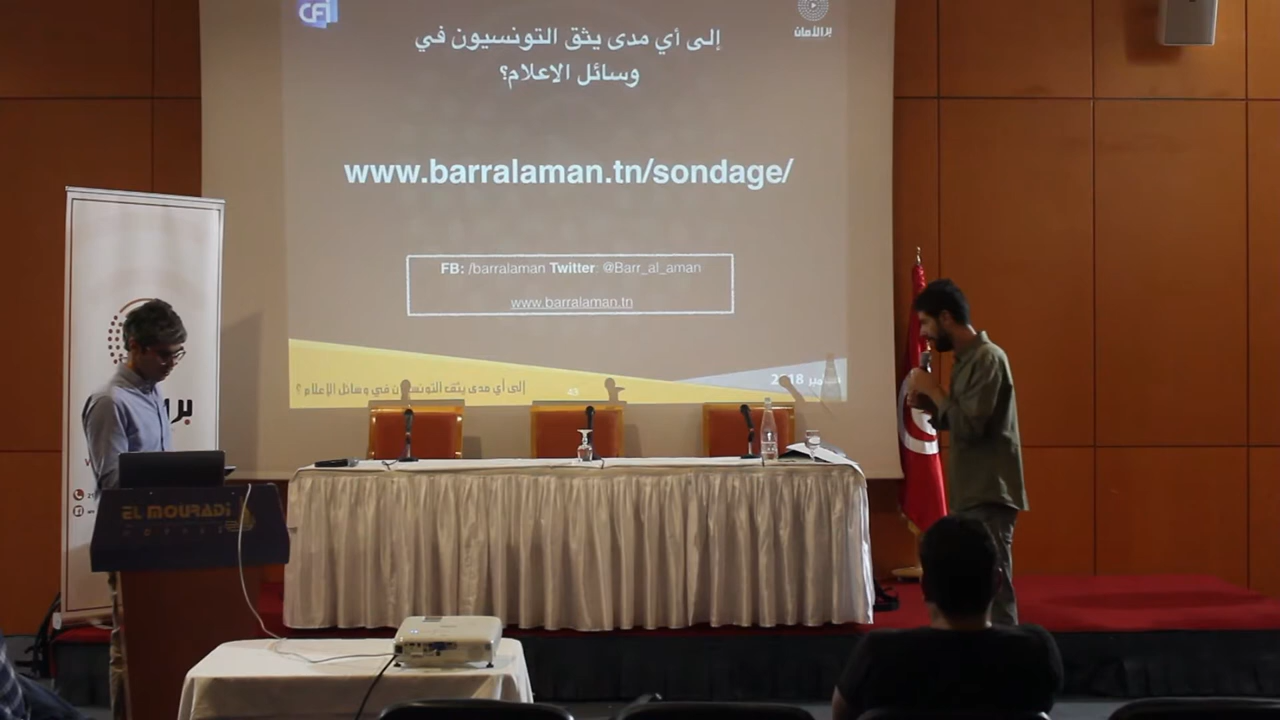 CFI
بر الأمان
إلى أي مدى يثق التونسيون في
وسائل الاعلام؟
www.barralaman.tn/sondage/
FB: /barralaman Twitter: @Barr_al_aman
www.barralaman.tn
إلى أي مدى يثق التونسيون في وسائل الإعلام ؟
43
EL MOURADI